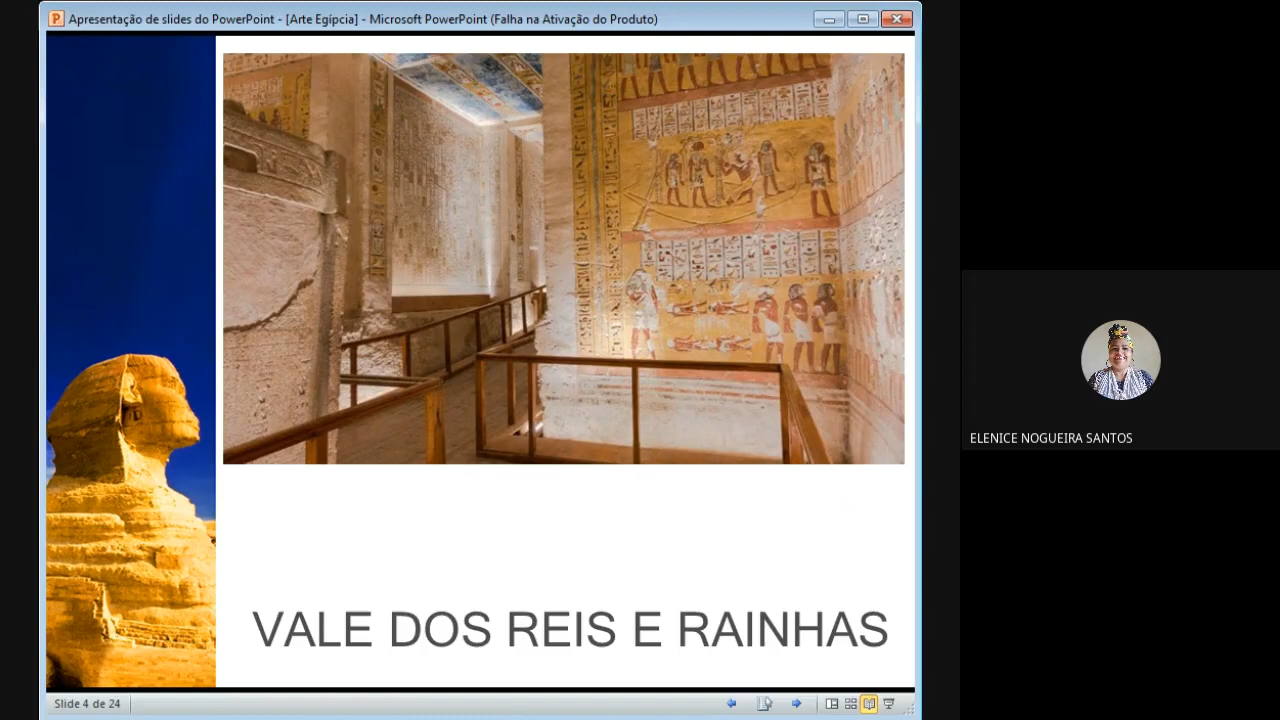 Apresentação de slides do PowerPoint - [Arte Egípcia] - Microsoft PowerPoint (Falha na Ativação do Produto)
VALE DOS REIS E RAINHAS
ELENICE NOGUEIRA SANTOS
Slide 4 de 24